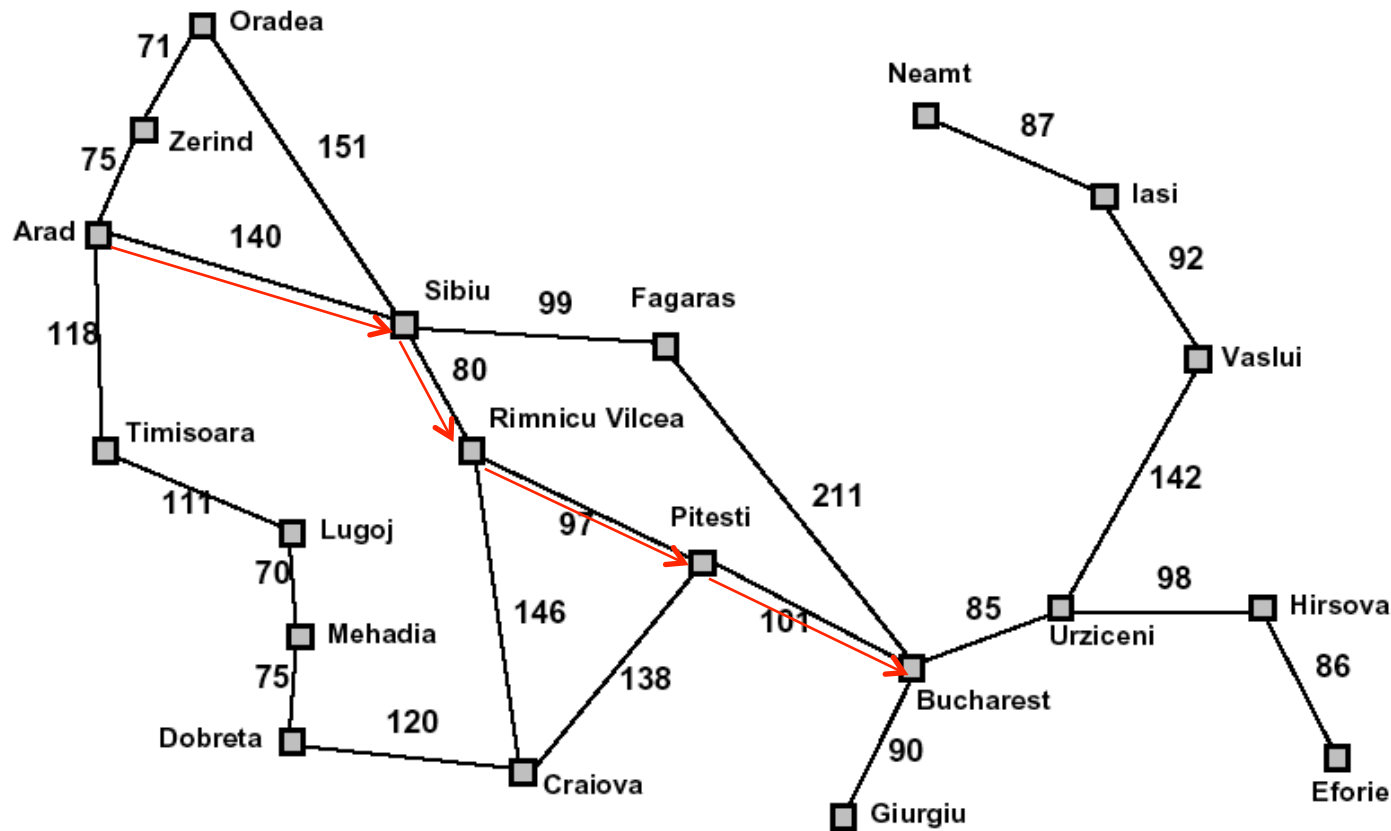 Oradea
71
Neamt
87
Zerind
151
75
Iasi
Arad
140
92
Sibiu
99
Fagaras
118
80
Vaslui
Rimnicu Vilcea
Timisoara
142
111
211
97
Pitesti
Lugoj
70
98
146
101
85
Hirsova
Mehadia
Urziceni
75
138
86
Bucharest
120
Dobreta
90
Craiova
Eforie
Giurgiu